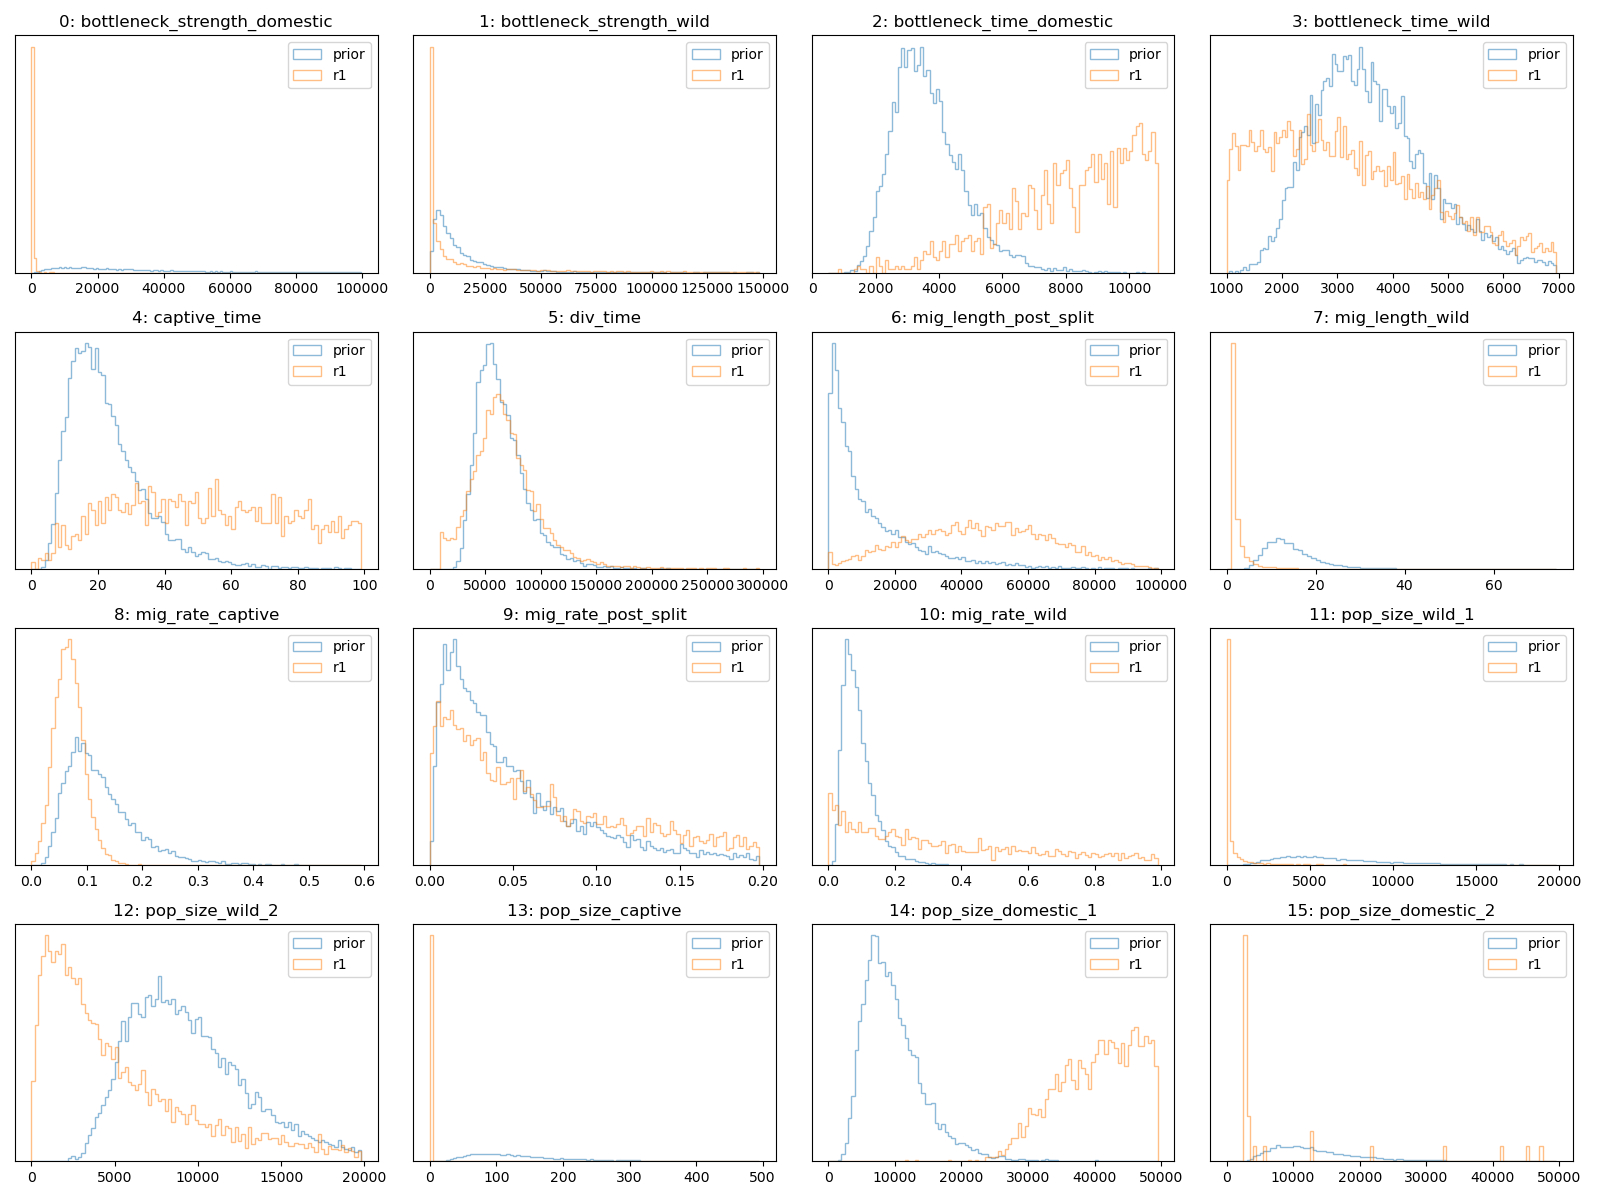 0: bottleneck_strength_domestic
prior
r1
0 20000 40000 60000 80000 100000
1: bottleneck_strength_wild
prior
r1
0 25000 50000 75000 100000 125000 150000
2: bottleneck_time_domestic
prior
r1
0 2000 4000 6000 8000 10000
3: bottleneck_time_wild
prior
r1
1000 2000 3000 4000 5000 6000 7000
4: captive_time
prior
r1
0 20 40 60 80 100
5: div_time
prior
r1
0 50000 100000 150000 200000 250000 300000
6: mig_length_post_split
prior
r1
0 20000 40000 60000 80000 100000
7: mig_length_wild
prior
r1
0 20 40 60
8: mig_rate_captive
prior
r1
0.0 0.1 0.2 0.3 0.4 0.5 0.6
9: mig_rate_post_split
prior
r1
0.00 0.05 0.10 0.15 0.20
10: mig_rate_wild
prior
r1
0.0 0.2 0.4 0.6 0.8 1.0
11: pop_size_wild_1
prior
r1
0 5000 10000 15000 20000
12: pop_size_wild_2
prior
r1
0 5000 10000 15000 20000
13: pop_size_captive
prior
r1
0 100 200 300 400 500
14: pop_size_domestic_1
prior
r1
0 10000 20000 30000 40000 50000
15: pop_size_domestic_2
prior
r1
0 10000 20000 30000 40000 50000